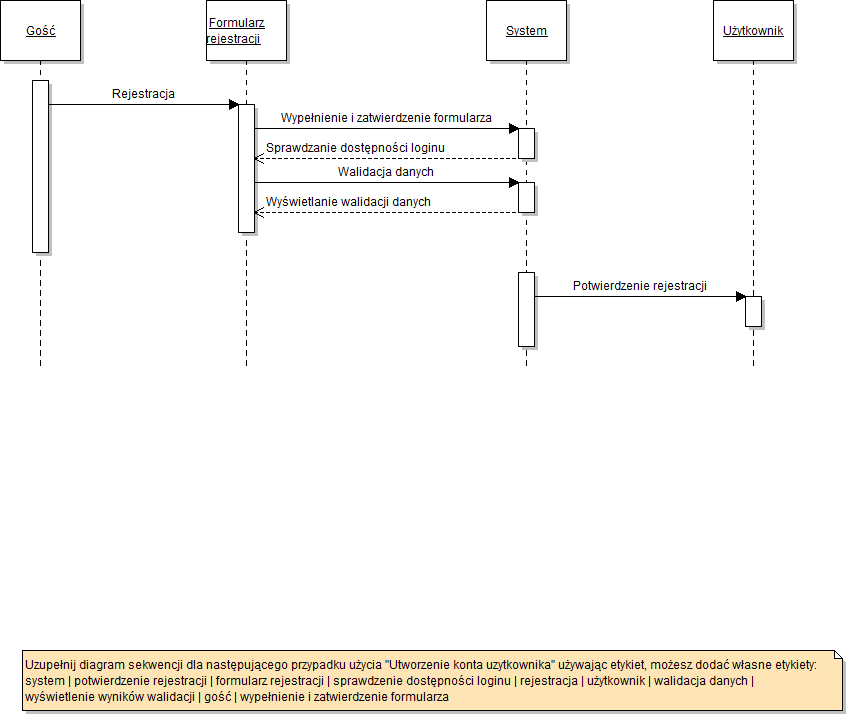 Gość
Formularz
rejestracji
System
Użytkownik
Rejestracja
Wypełnienie i zatwierdzenie formularza
Sprawdzanie dostępności loginu
Walidacja danych
Wyświetlanie walidacji danych
Potwierdzenie rejestracji
Uzupełnij diagram sekwencji dla następującego przypadku użycia "Utworzenie konta uzytkownika" używając etykiet, możesz dodać własne etykiety:
system | potwierdzenie rejestracji | formularz rejestracji | sprawdzenie dostępności loginu | rejestracja | użytkownik | walidacja danych |
wyświetlenie wyników walidacji | gość | wypełnienie i zatwierdzenie formularza